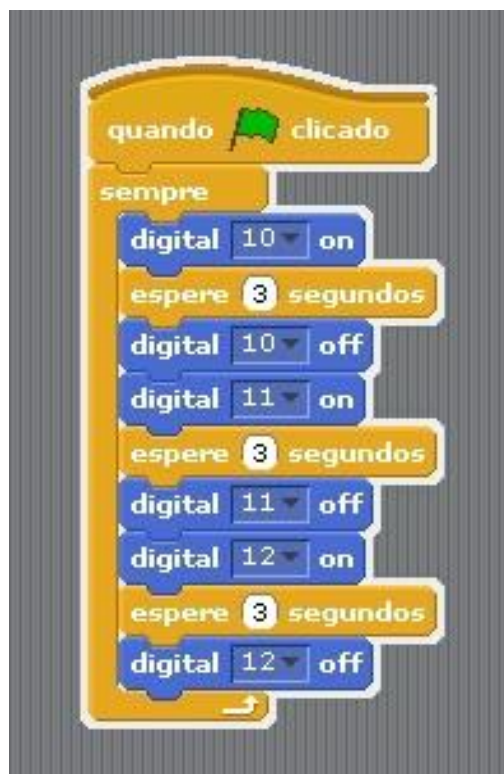 quando clicado
sempre
digital 10 on
espere 3 segundos
digital 10 off
digital 11 on
espere 3 segundos
digital 11 off
digital 12 on
espere 3 segundos
digital 12 off